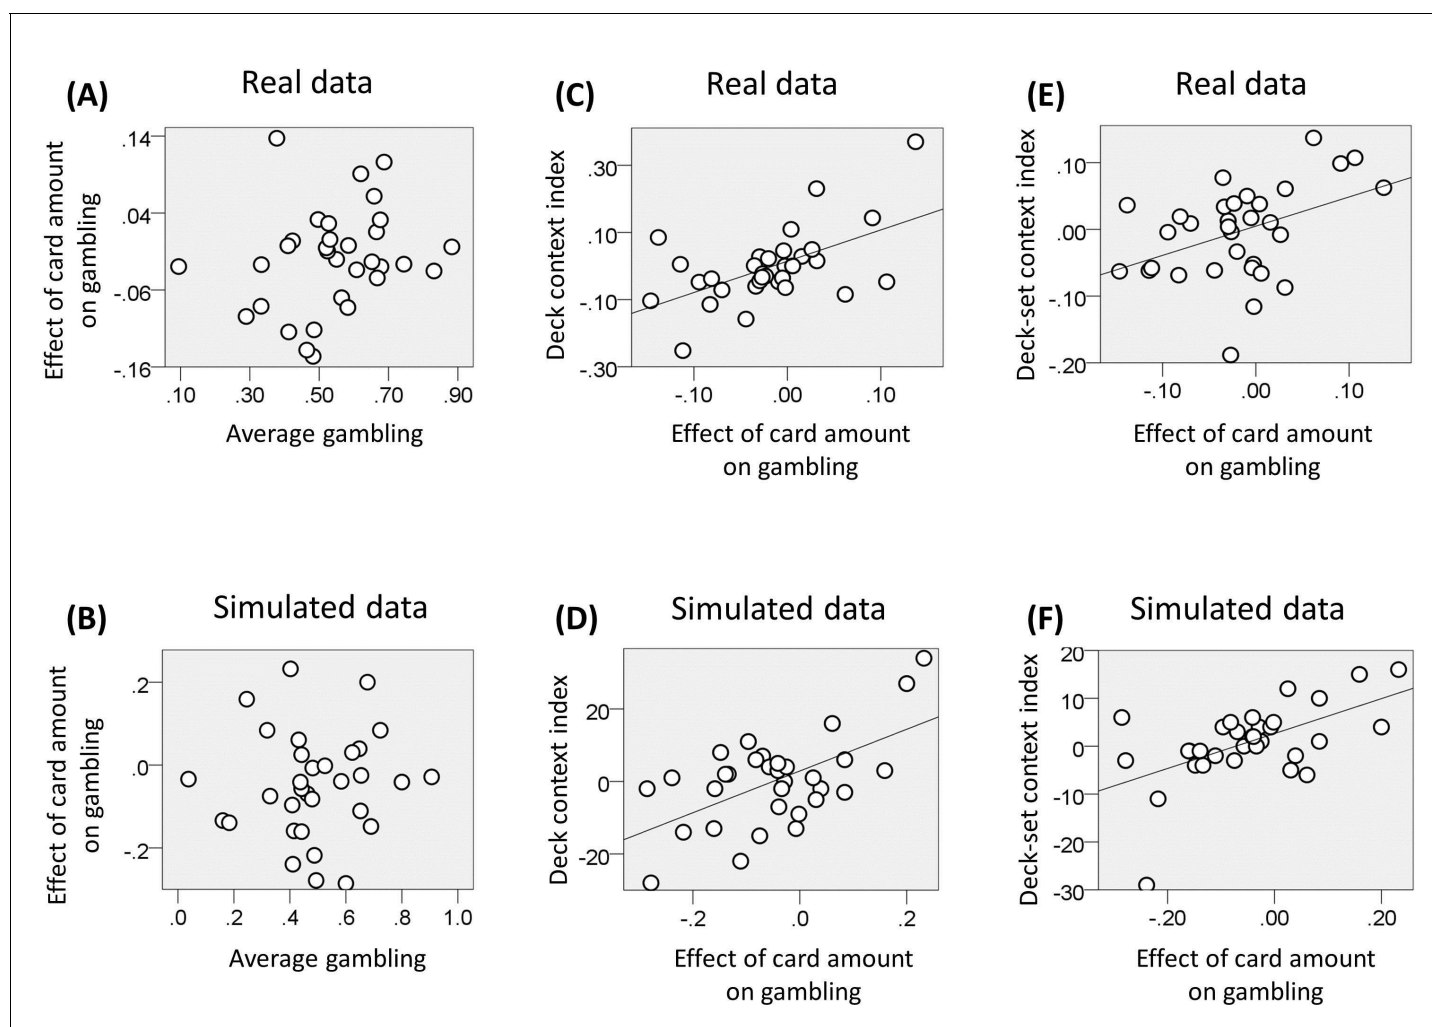 (A)
Real data
Effect of card amount
on gambling
.14
.04
-.06
-.16
.10
.30
.50
.70
.90
Average gambling
(C)
Real data
Deck context index
.30
.10
-.10
-.30
-.10
.00
.10
Effect of card amount
on gambling
(E)
Real data
Deck-set context index
.10
.00
-.10
-.20
-.10
.00
.10
Effect of card amount
on gambling
(B)
Simulated data
Effect of card amount
on gambling
.2
.0
-.2
.0
.2
.4
.6
.8
1.0
Average gambling
(D)
Simulated data
Deck context index
20
0
-20
-.2
.0
.2
Effect of card amount
on gambling
(F)
Simulated data
Deck-set context index
20
10
0
-10
-20
-30
-.20
.00
.20
Effect of card amount
on gambling